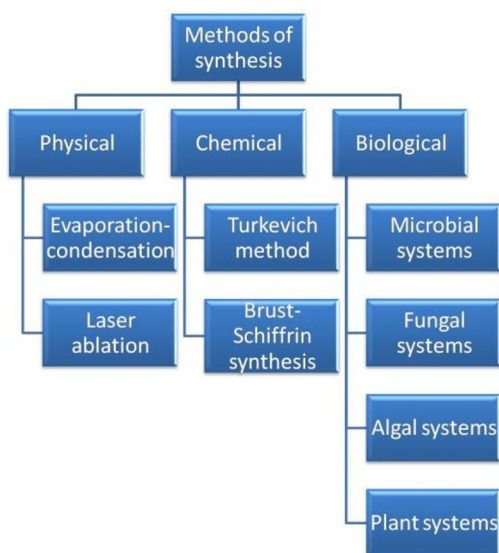 Methods of
synthesis
Physical
Chemical
Biological
Evaporation-
condensation
Turkevich
method
Microbial
systems
Laser
ablation
Brust-
Schiffrin
synthesis
Fungal
systems
Algal systems
Plant systems